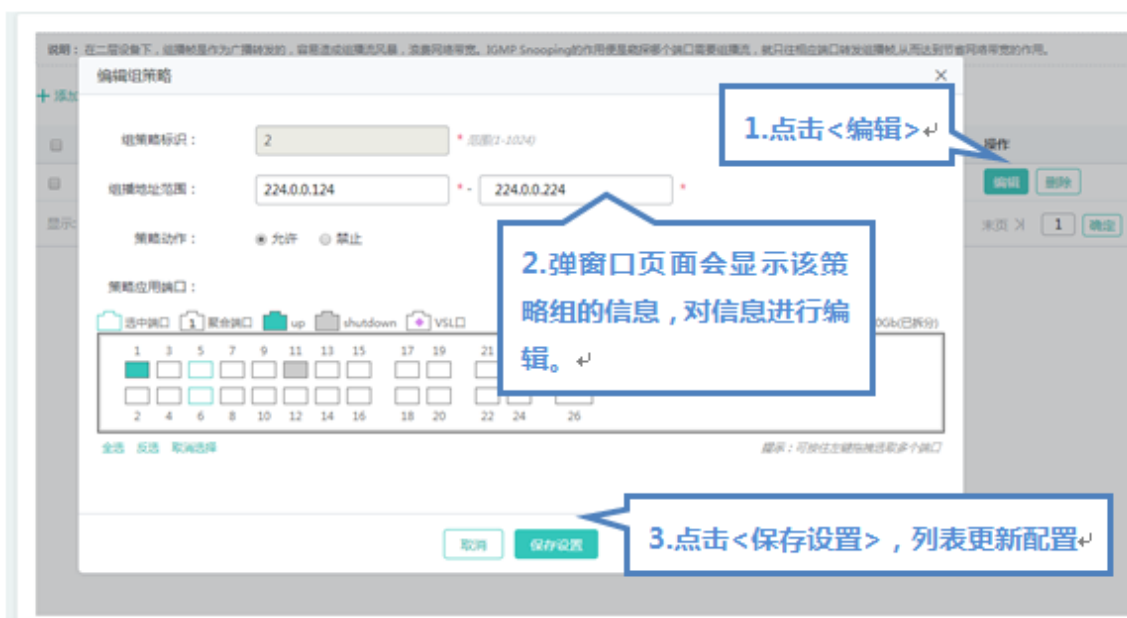 说明：在二层设备下，组播帧是作为广播转发的，容易造成组播流风暴，浪费网络带宽。IGMP Snooping的作用便是能探哪个端口需要组播流，就只往相应端口转发组播帧,从而达到节省网络带宽的作用。
编辑组策略
+ 添加
1.点击<编辑>↵
组策略标识：
2
* 范围(1-1024)
操作
组播地址范围：
224.0.0.124
* -
224.0.0.224
*
编辑
删除
显示:
末页
1
确定
策略动作：
允许
禁止
2.弹窗口页面会显示该策
略组的信息，对信息进行编
辑。↵
策略应用端口：
选中端口
1
聚合端口
up
shutdown
VSL口
0Gb(已拆分)
1 3 5 7 9 11 13 15 17 19 21
2 4 6 8 10 12 14 16 18 20 22 24 26
全选 反选 取消选择
提示：可按住左键拖拽选取多个端口
取消
保存设置
3.点击<保存设置>，列表更新配置↵